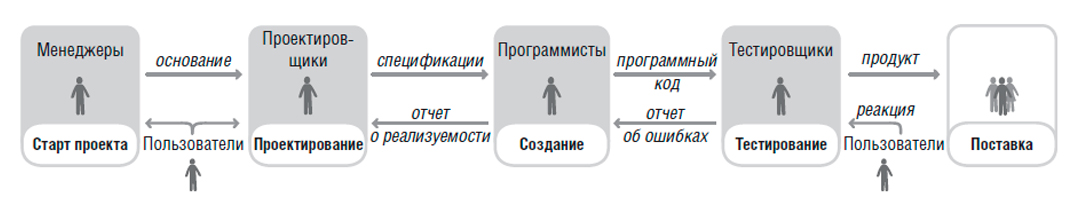 Менеджеры
Старт проекта
основание
Пользователи
Проектиров-
щики
Проектирование
спецификации
отчет
о реализуемости
Программисты
Создание
программный
код
отчет
об ошибках
Тестировщики
Тестирование
продукт
реакция
Пользователи
Поставка